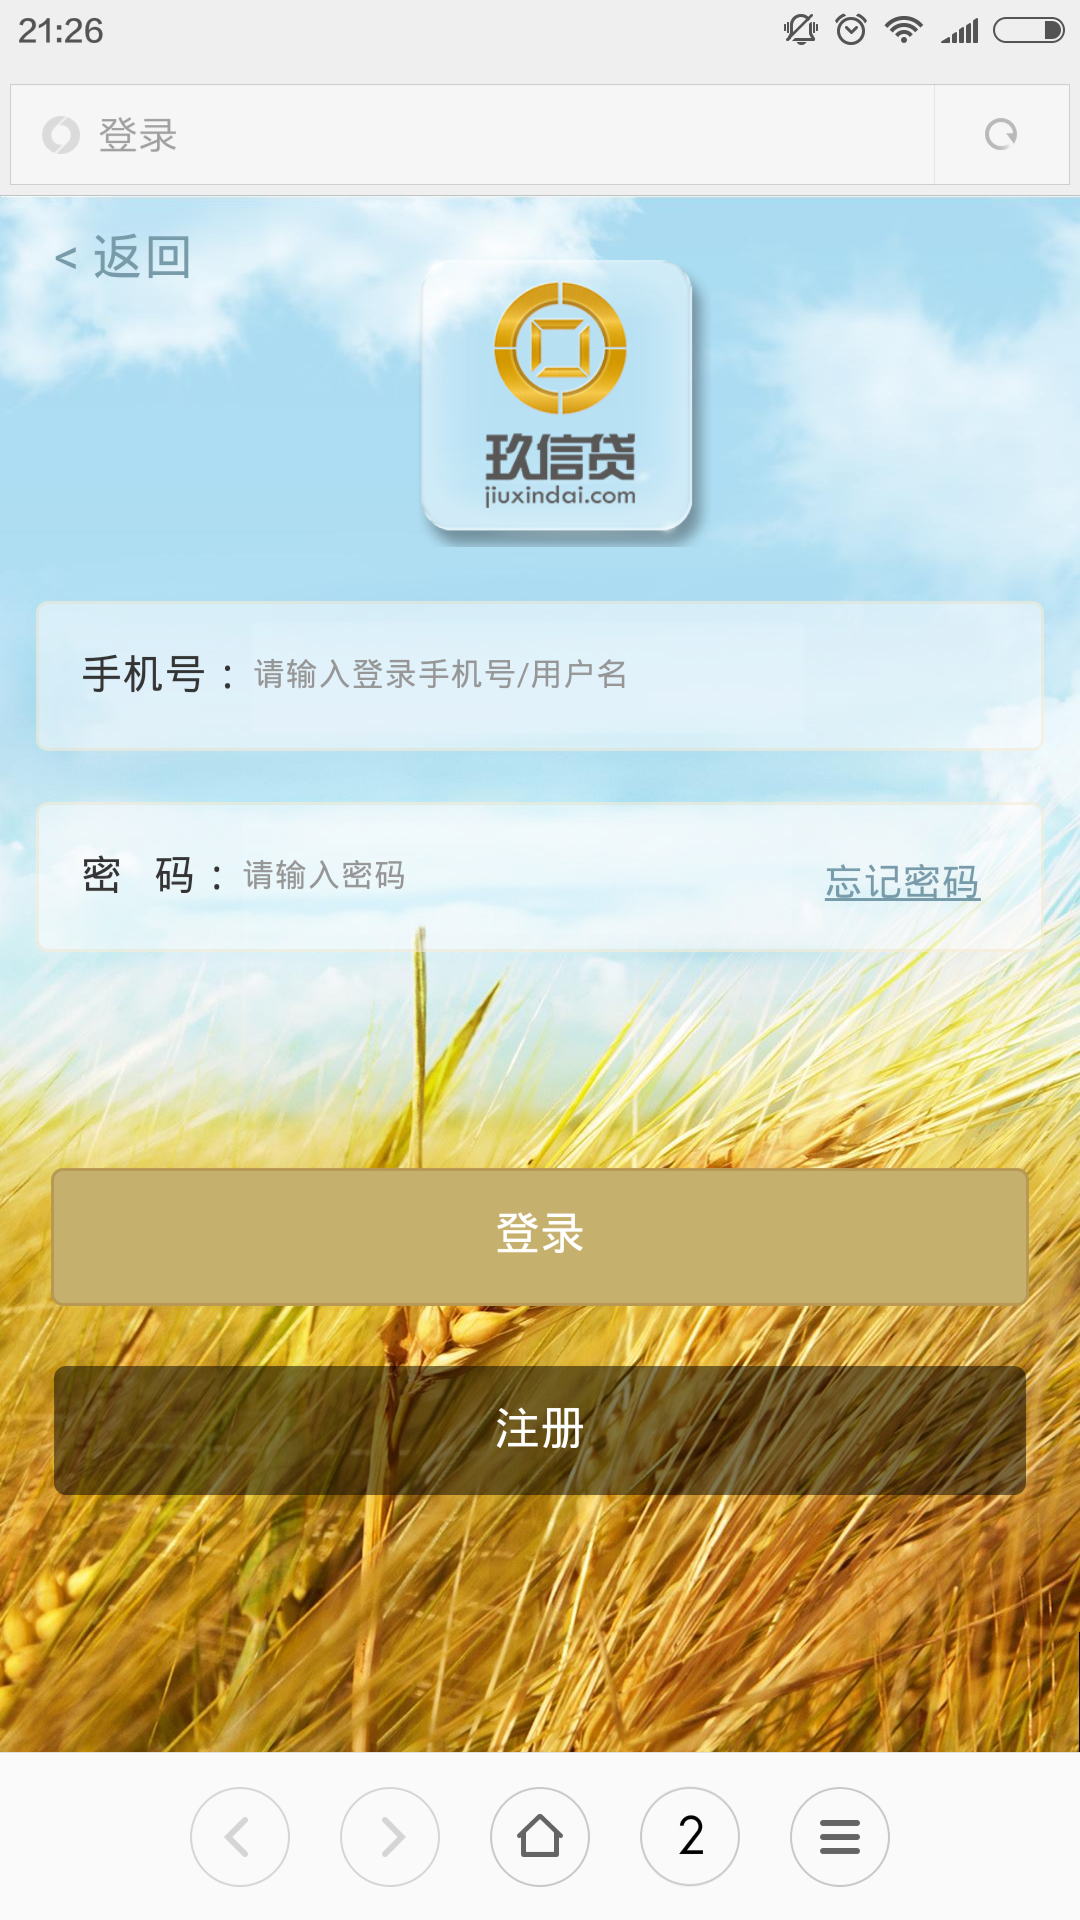 21:26
登录
< 返回
玖信贷
jiuxindai.com
手机号 : 请输入登录手机号/用户名
密 码 : 请输入密码 忘记密码
登录
注册
2